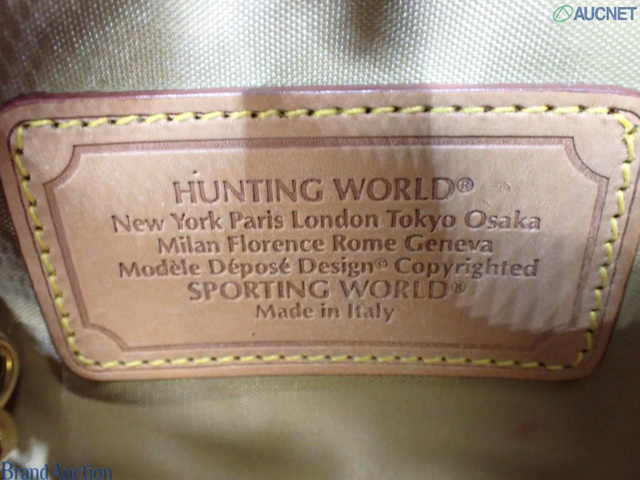 AUCNET
HUNTING WORLD®
New York Paris London Tokyo Osaka
Milan Florence Rome Geneva
Modèle Déposé Design© Copyrighted
SPORTING WORLD®
Made in Italy
Brand Auction